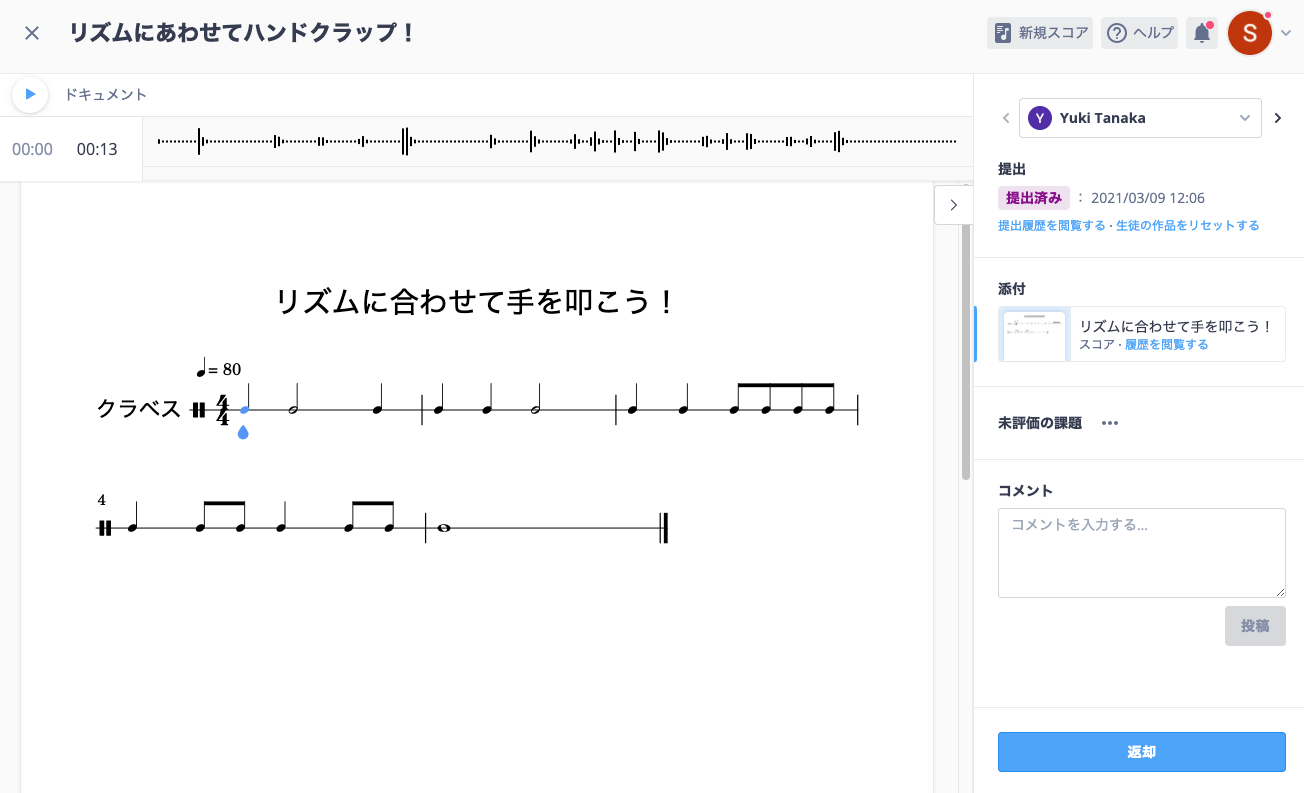 リズムにあわせてハンドクラップ！
新規スコア
ヘルプ
S
ドキュメント
00:00 00:13
Y Yuki Tanaka
提出
提出済み : 2021/03/09 12:06
提出履歴を閲覧する · 生徒の作品をリセットする
添付
リズムに合わせて手を叩こう！
スコア · 履歴を閲覧する
未評価の課題
コメント
コメントを入力する...
投稿
返却
リズムに合わせて手を叩こう！
= 80
クラベス
4
4
4